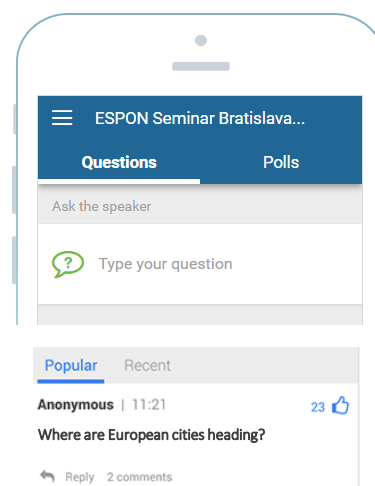 ESPON Seminar Bratislava...
Questions Polls
Ask the speaker
? Type your question
Popular Recent
Anonymous | 11:21 23
Where are European cities heading?
Reply 2 comments